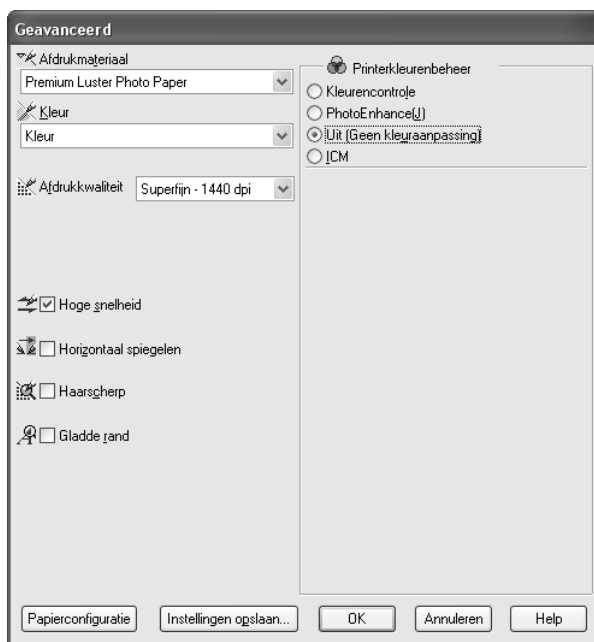 Geavanceerd
Afdrukmateriaal
Premium Luster Photo Paper
Kleur
Kleur
Afdrukkwaliteit Superfijn - 1440 dpi
Hoge snelheid
Horizontaal spiegelen
Haarscherp
Gladde rand
Printerkleurenbeheer
Kleurencontrole
PhotoEnhance(J)
Uit (Geen kleuraanpassing)
ICM
Papierconfiguratie Instellingen opslaan... OK Annuleren Help